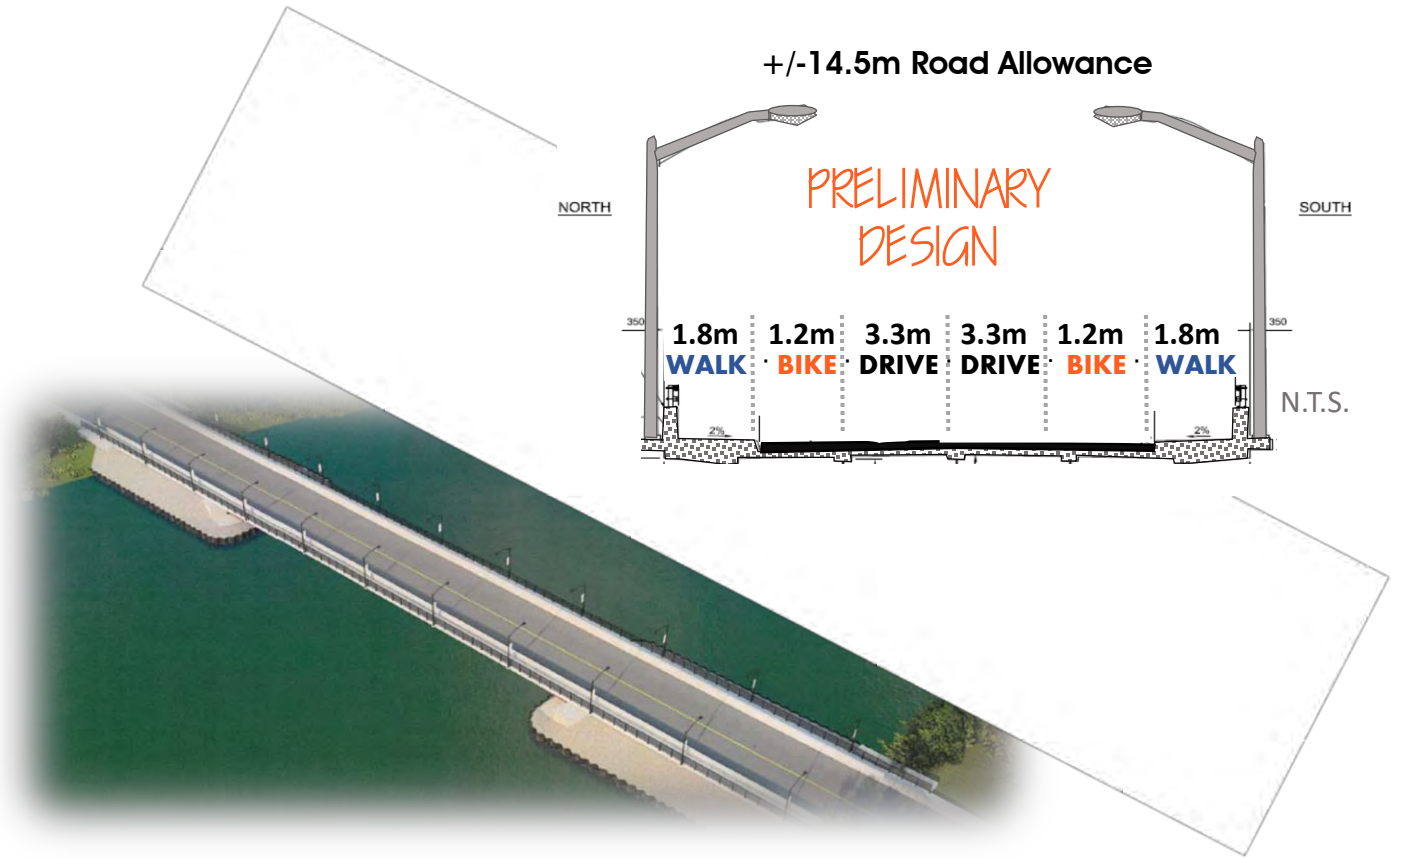 +/-14.5m Road Allowance
PRELIMINARY
DESIGN
NORTH
SOUTH
350
350
1.8m 1.2m 3.3m 3.3m 1.2m 1.8m
WALK · BIKE · DRIVE DRIVE · BIKE · WALK
N.T.S.
2%
2%